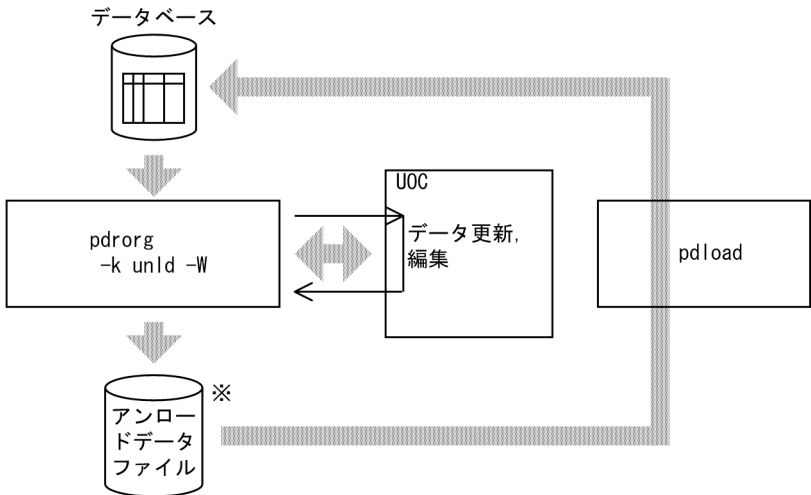 データベース
pdrorg
-k unld -W
UOC
データ更新,
編集
pdload
※
アンロー
ドデータ
ファイル